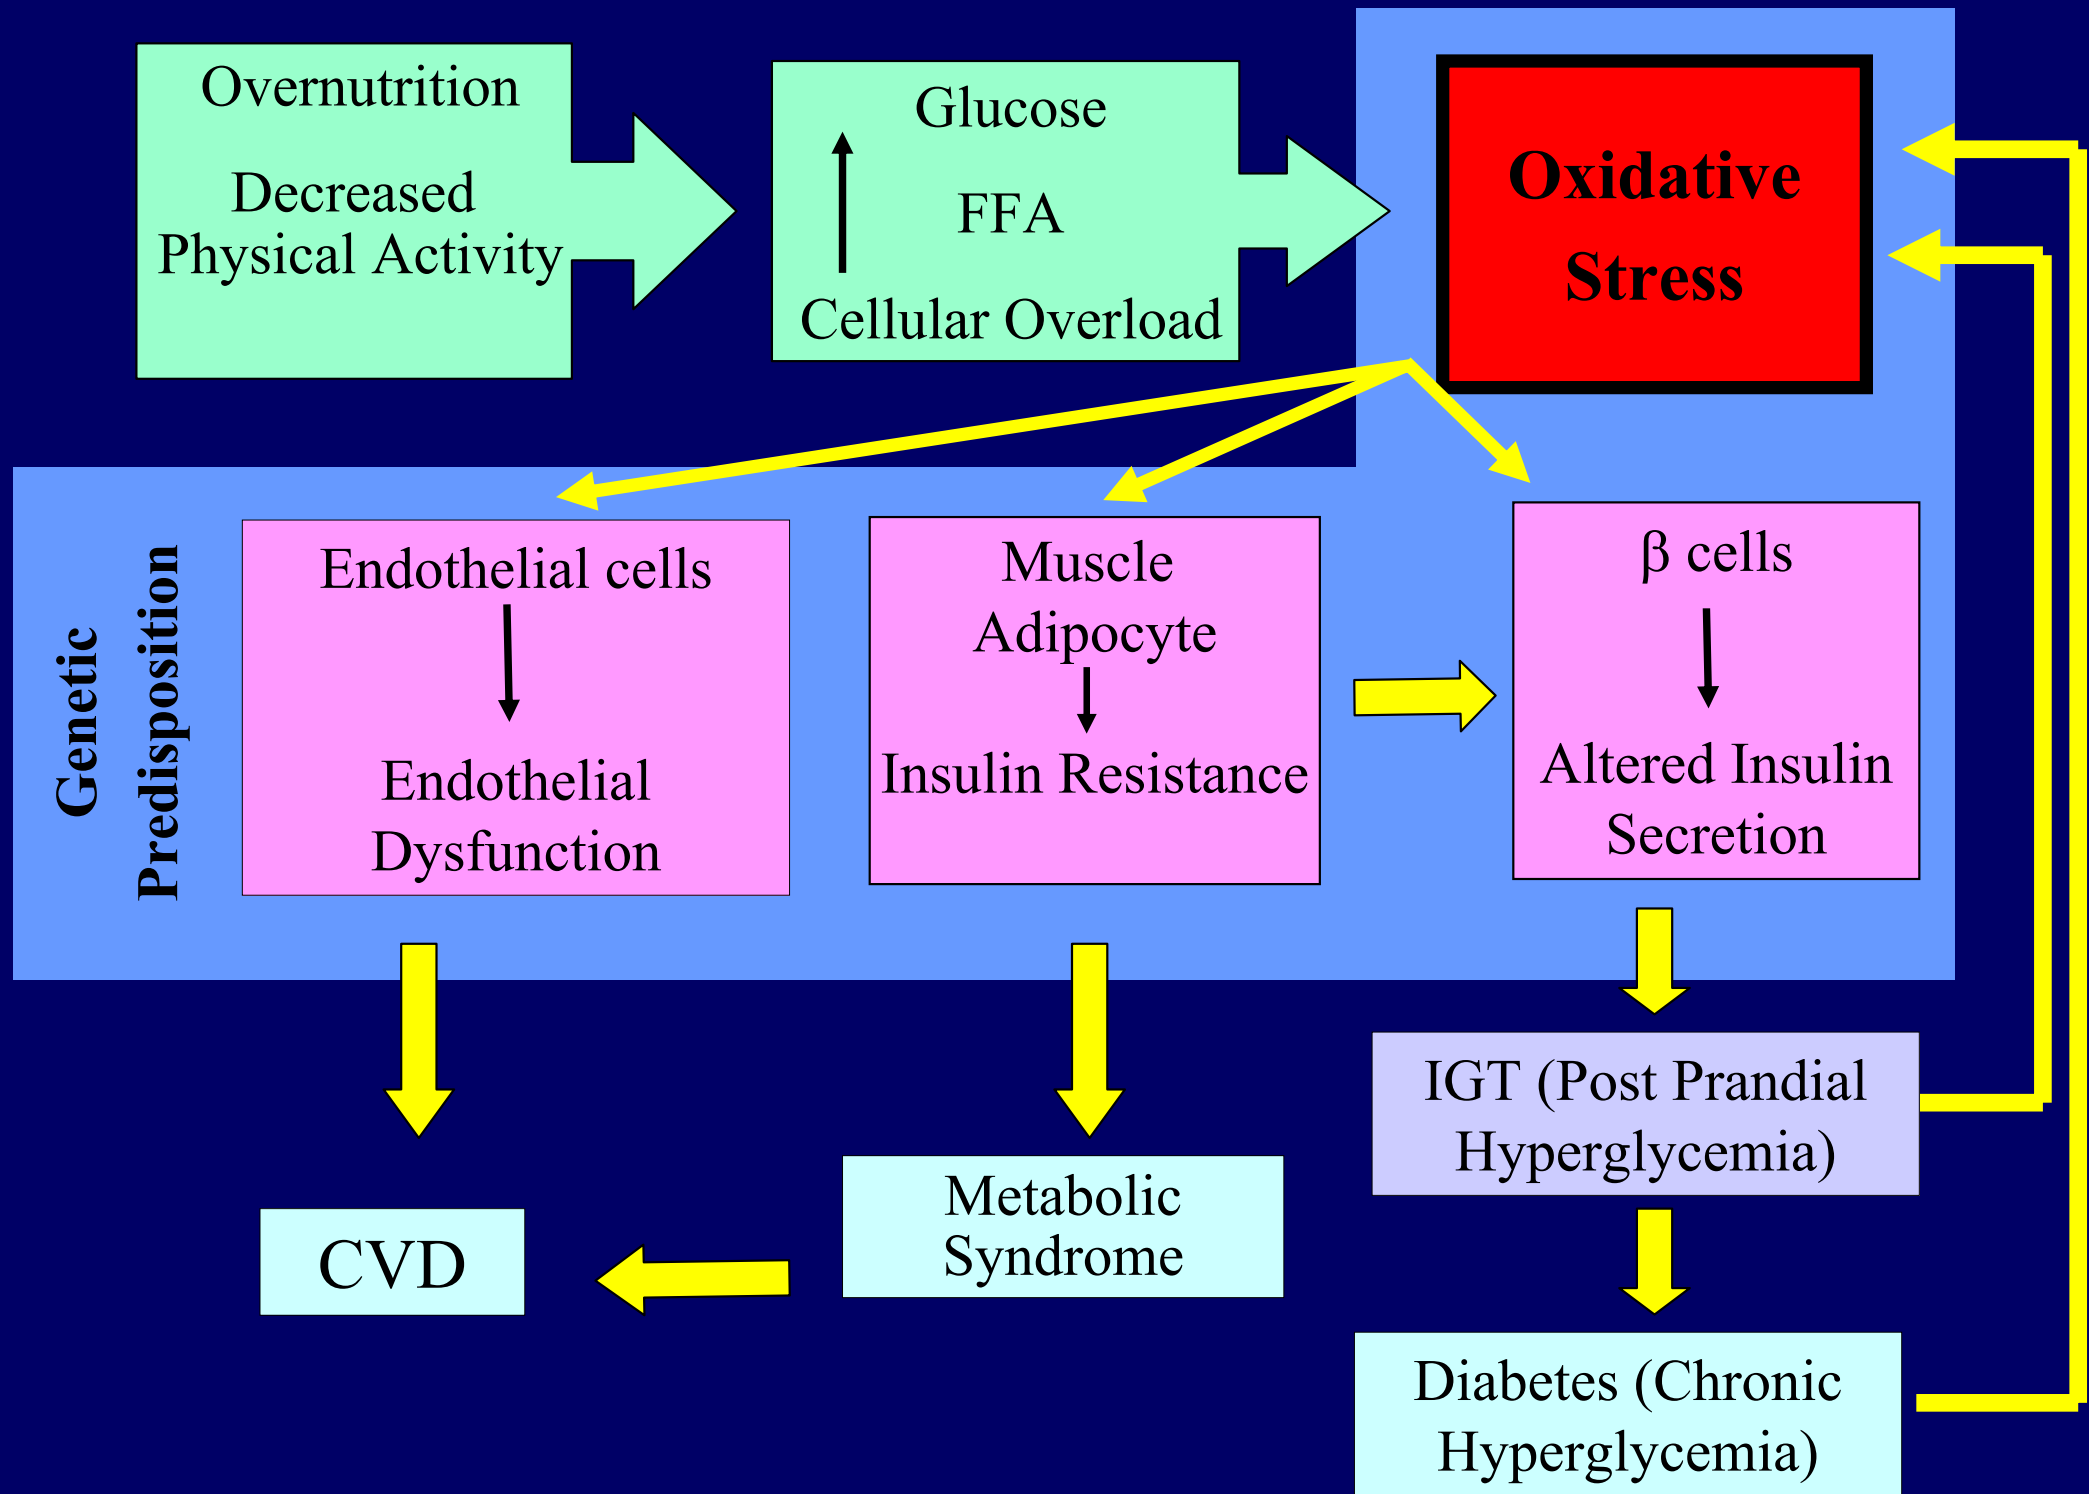 Overnutrition
Decreased
Physical Activity
Glucose
FFA
Cellular Overload
Oxidative
Stress
Genetic
Predisposition
Endothelial cells
Endothelial
Dysfunction
Muscle
Adipocyte
Insulin Resistance
β cells
Altered Insulin
Secretion
CVD
Metabolic
Syndrome
IGT (Post Prandial
Hyperglycemia)
Diabetes (Chronic
Hyperglycemia)